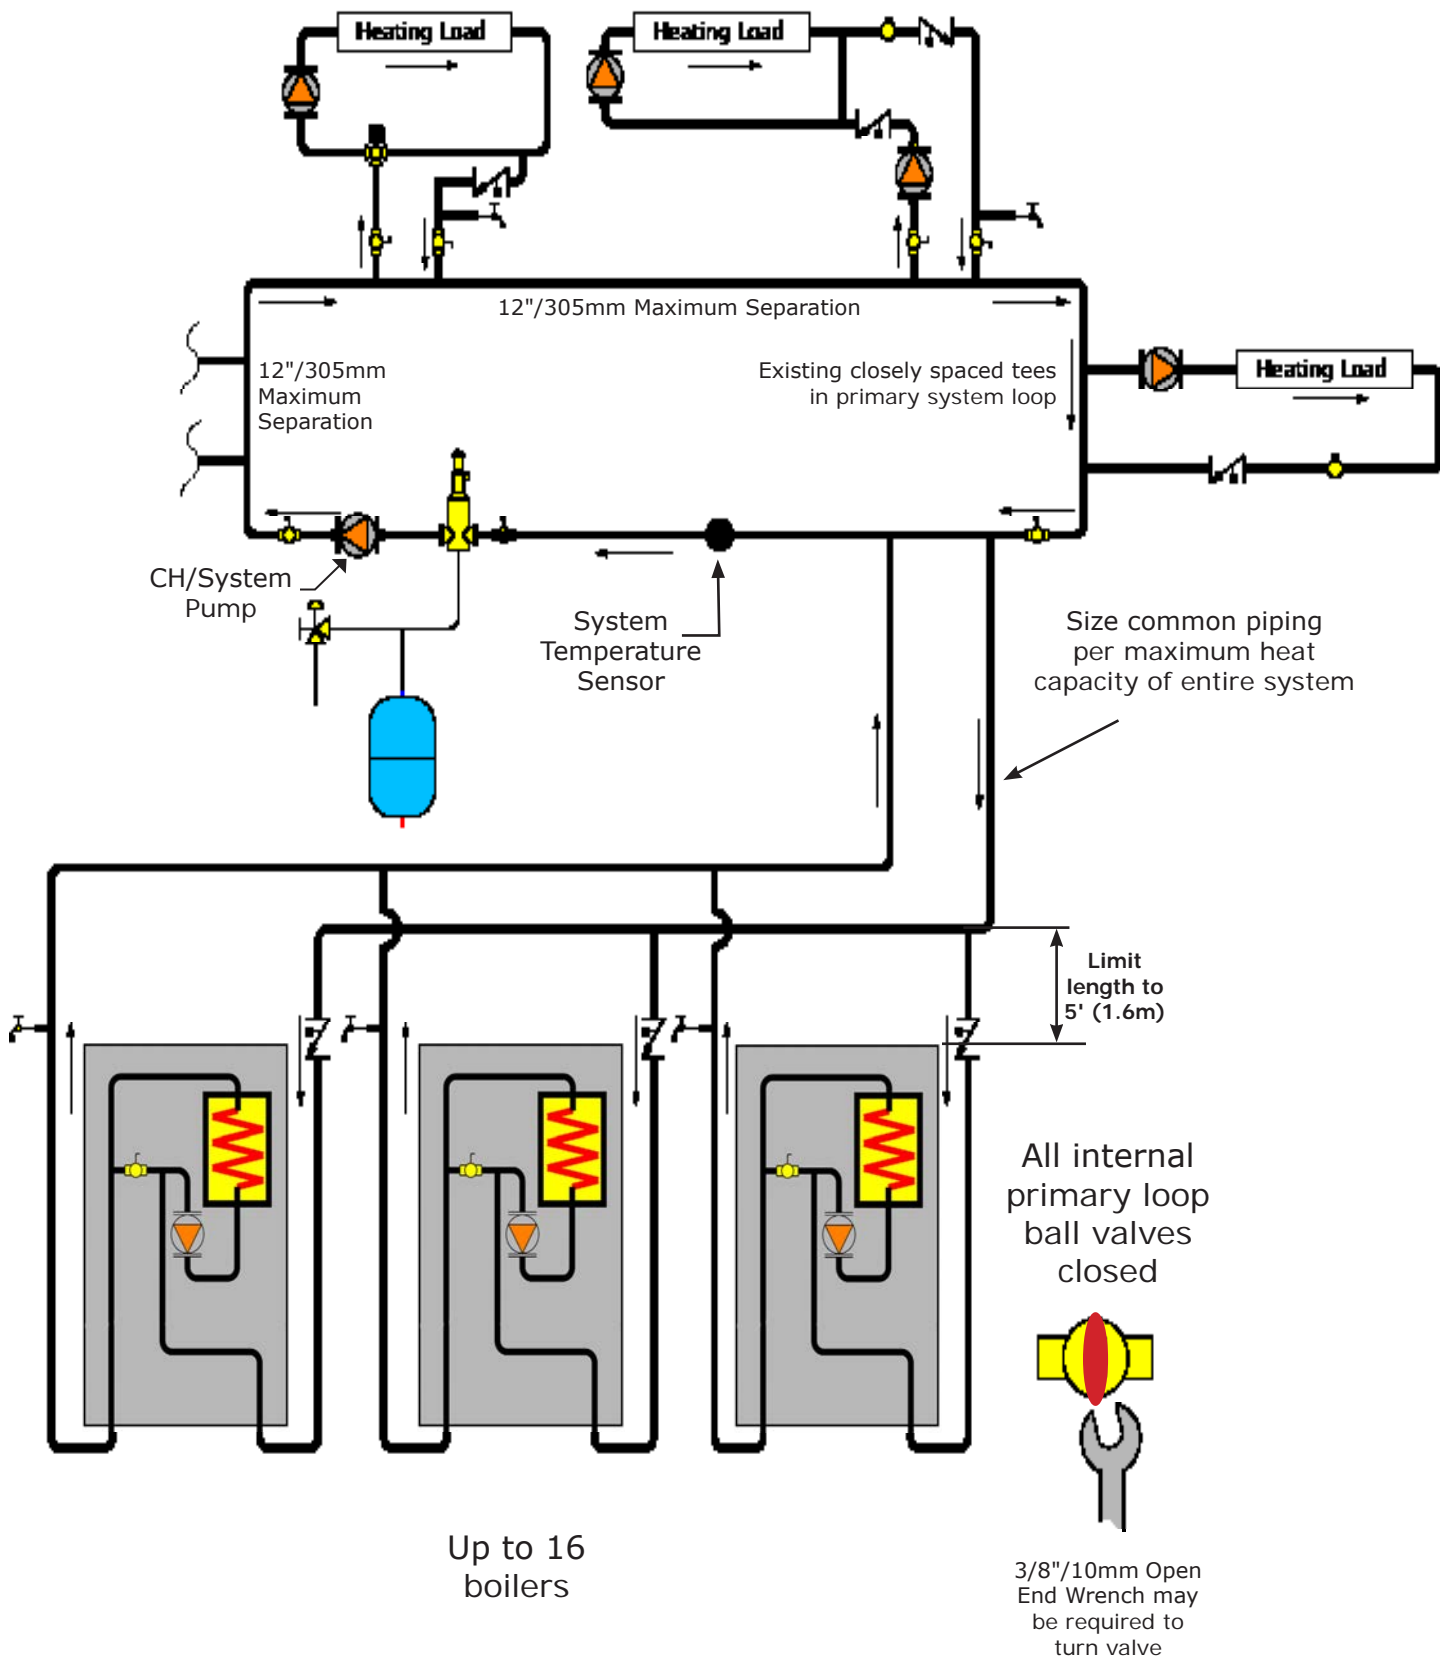 Heating Load
Heating Load
12"/305mm Maximum Separation
12"/305mm
Maximum
Separation
Existing closely spaced tees
in primary system loop
Heating Load
CH/System
Pump
System
Temperature
Sensor
Size common piping
per maximum heat
capacity of entire system
Limit
length to
5' (1.6m)
All internal
primary loop
ball valves
closed
Up to 16
boilers
3/8"/10mm Open
End Wrench may
be required to
turn valve